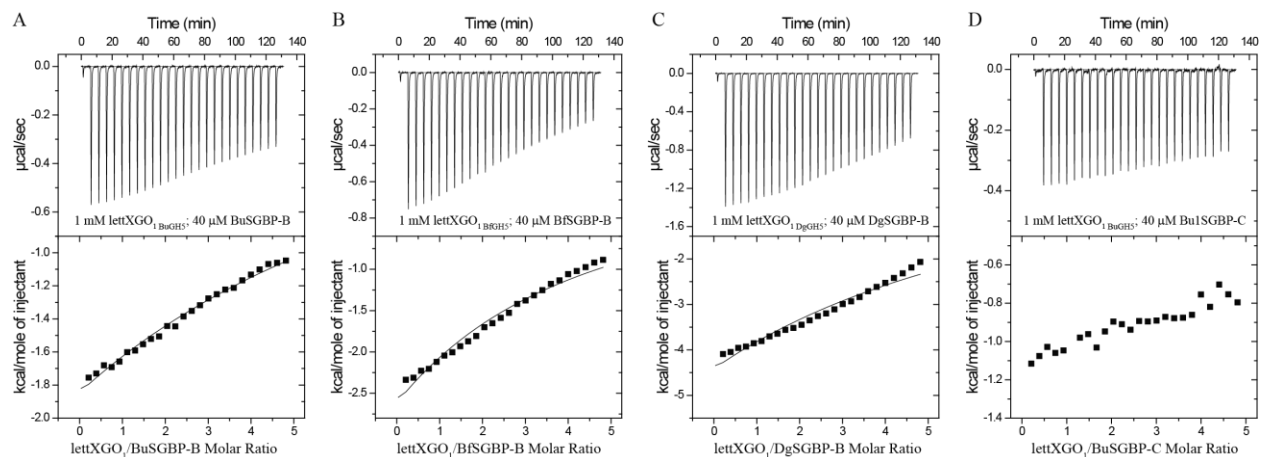 A
Time (min)
0 20 40 60 80 100 120 140
0.0
-0.2
-0.4
-0.6
µcal/sec
1 mM lettXGO1 BuGH5; 40 µM BuSGBP-B
-1.0
-1.2
-1.4
-1.6
-1.8
-2.0
kcal/mole of injectant
0 1 2 3 4 5
lettXGO1/BuSGBP-B Molar Ratio
B
Time (min)
0 20 40 60 80 100 120 140
0.0
-0.2
-0.4
-0.6
-0.8
µcal/sec
1 mM lettXGO1 BfGH5; 40 µM BfSGBP-B
-1.0
-1.5
-2.0
-2.5
kcal/mole of injectant
0 1 2 3 4 5
lettXGO1/BfSGBP-B Molar Ratio
C
Time (min)
0 20 40 60 80 100 120 140
0.0
-0.4
-0.8
-1.2
-1.6
µcal/sec
1 mM lettXGO1 DgGH5; 40 µM DgSGBP-B
-2
-3
-4
-5
kcal/mole of injectant
0 1 2 3 4 5
lettXGO1/DgSGBP-B Molar Ratio
D
Time (min)
0 20 40 60 80 100 120 140
0.0
-0.2
-0.4
µcal/sec
1 mM lettXGO1 BuGH5; 40 µM Bu1SGBP-C
-0.6
-0.8
-1.0
-1.2
-1.4
kcal/mole of injectant
0 1 2 3 4 5
lettXGO1/BuSGBP-C Molar Ratio